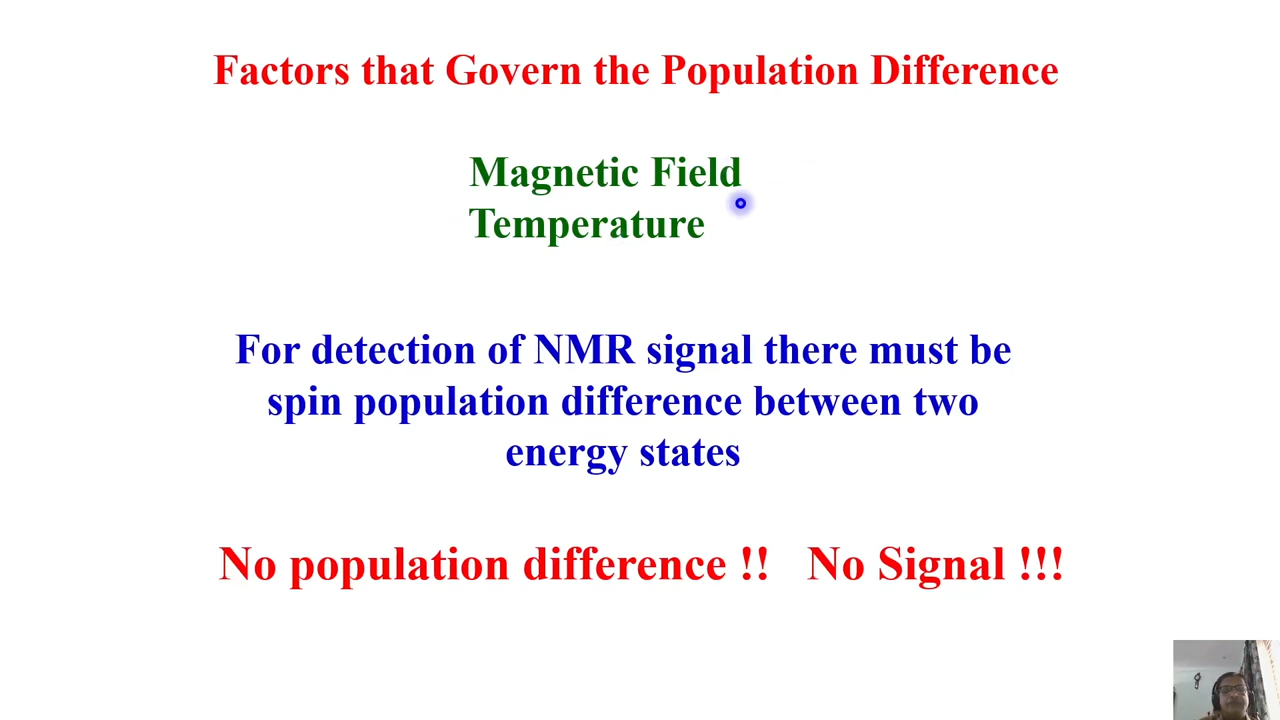 Factors that Govern the Population Difference
Magnetic Field
Temperature
For detection of NMR signal there must be
spin population difference between two
energy states
No population difference !! No Signal !!!